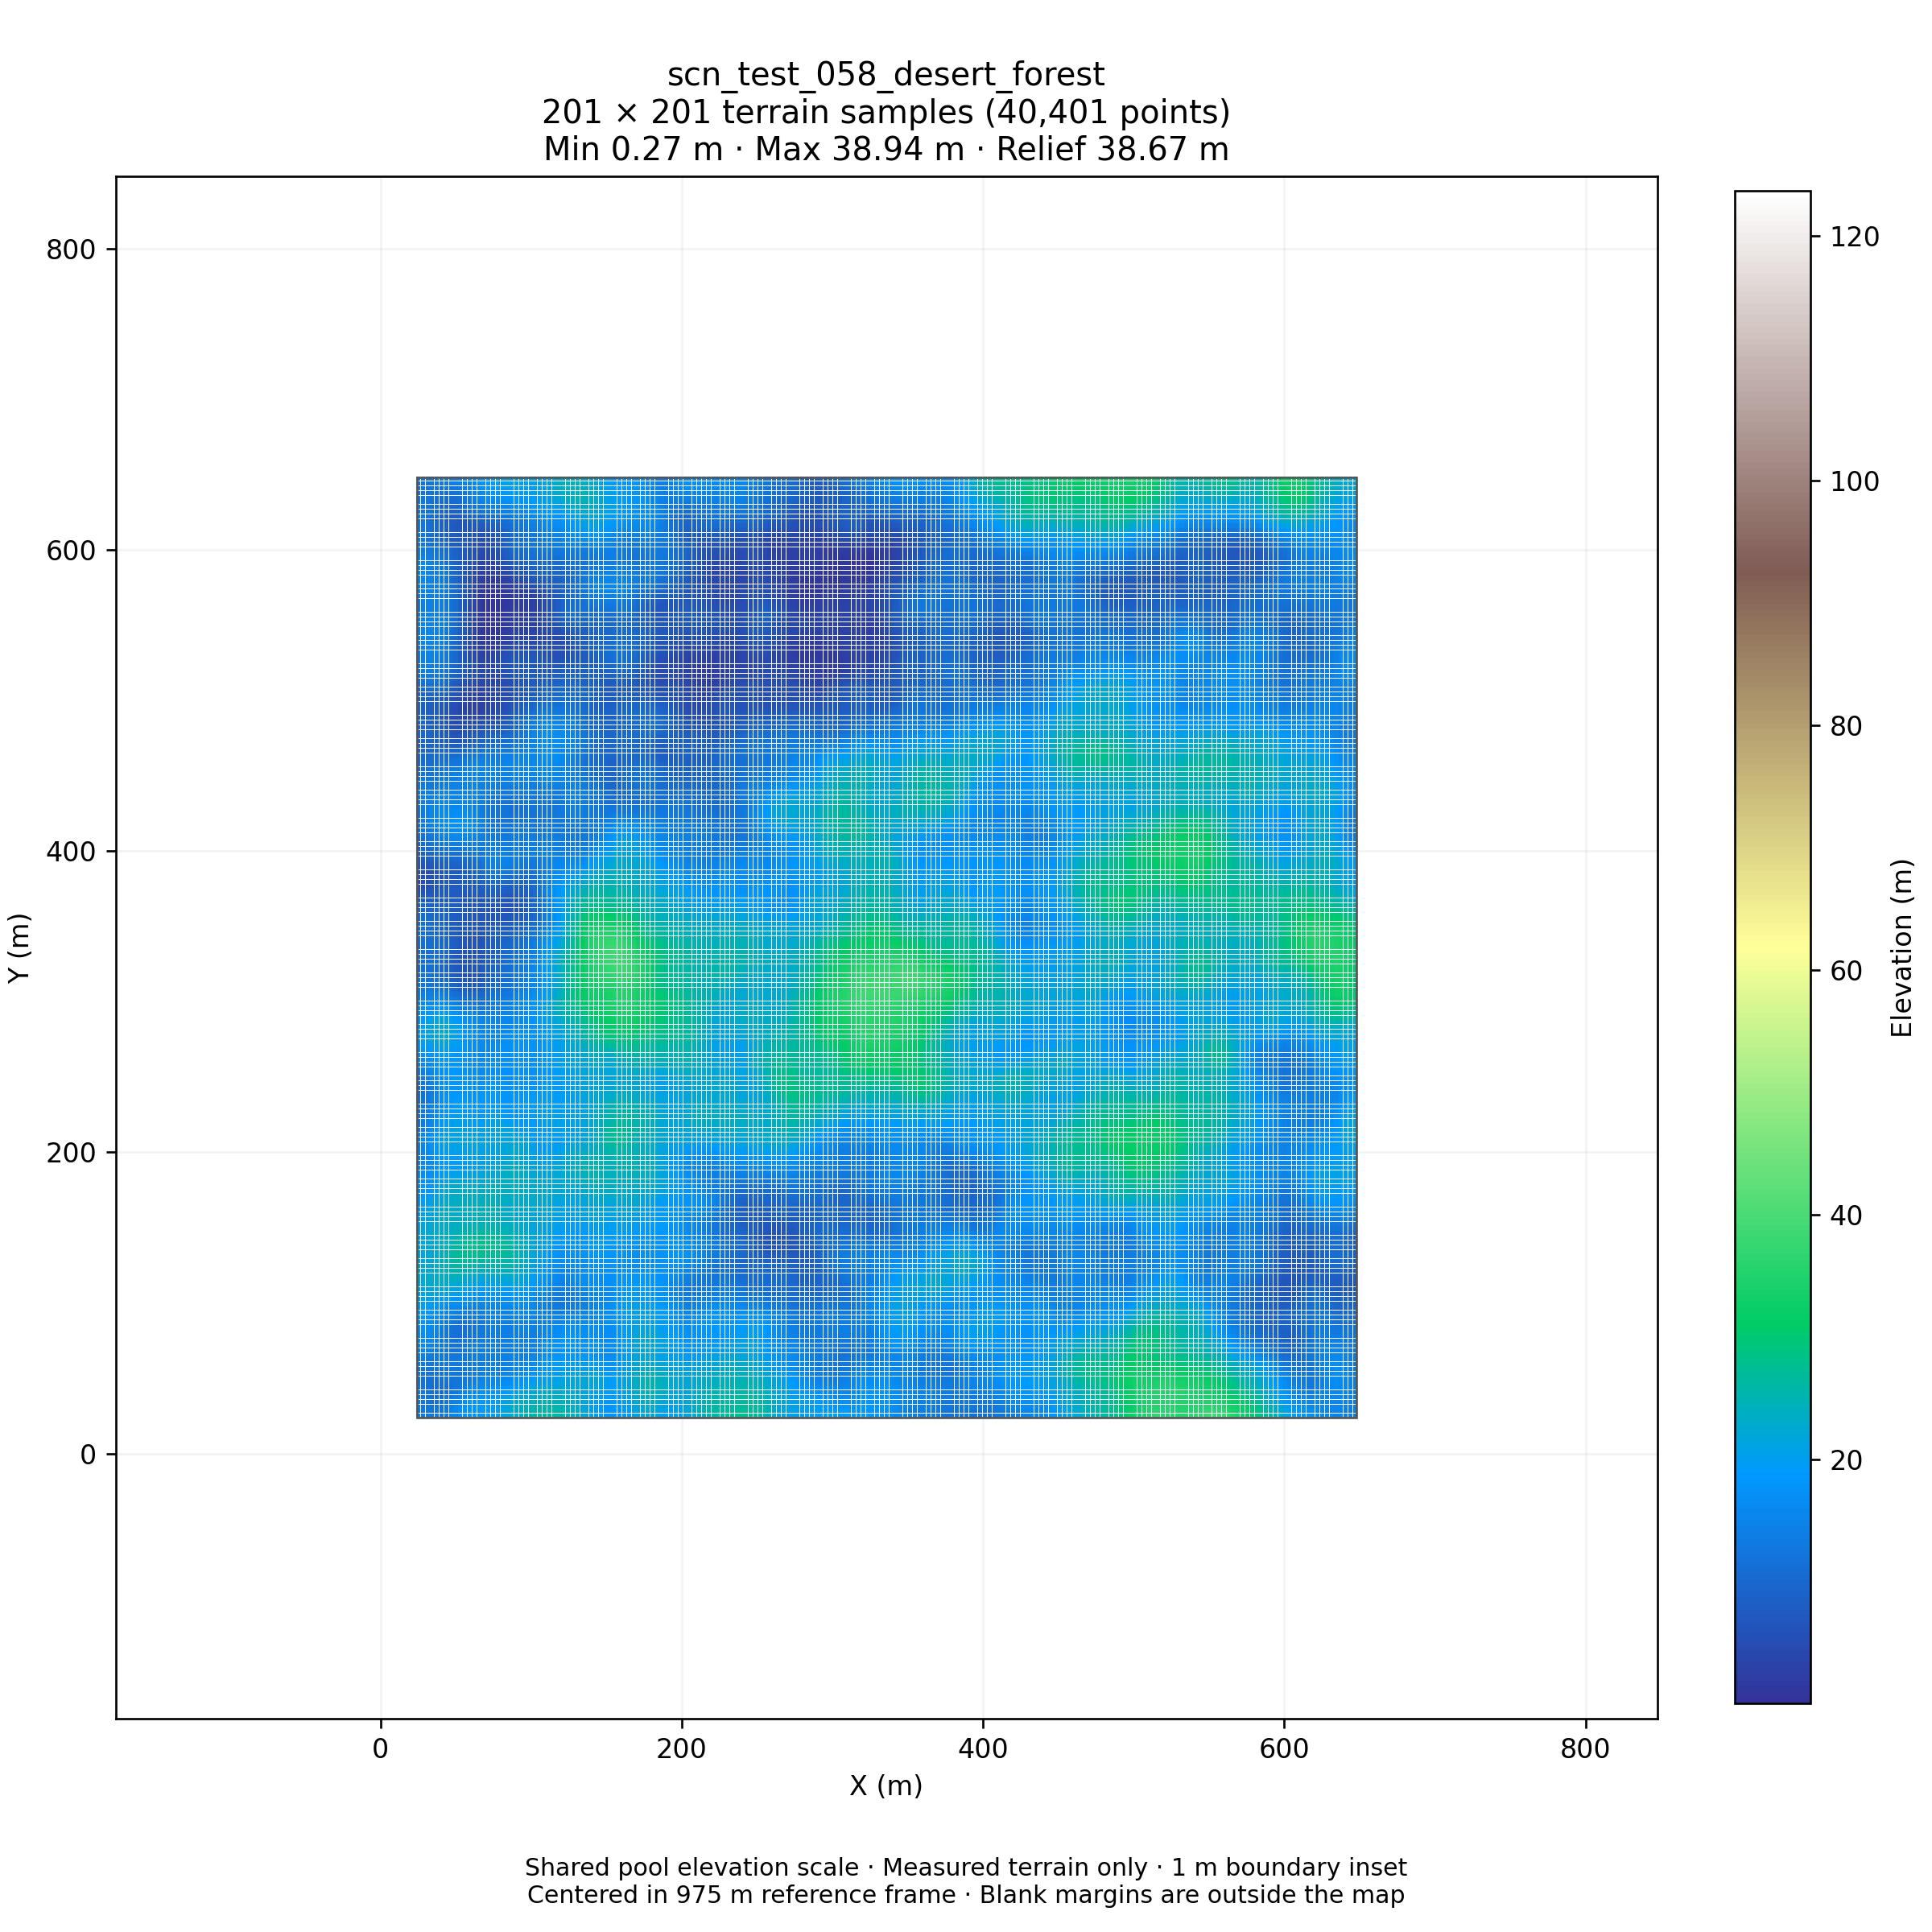 scn_test_058_desert_forest
201 × 201 terrain samples (40,401 points)
Min 0.27 m · Max 38.94 m · Relief 38.67 m
800
600
400
200
0
Y (m)
0
200
400
600
800
X (m)
120
100
80
60
40
20
Elevation (m)
Shared pool elevation scale · Measured terrain only · 1 m boundary inset
Centered in 975 m reference frame · Blank margins are outside the map